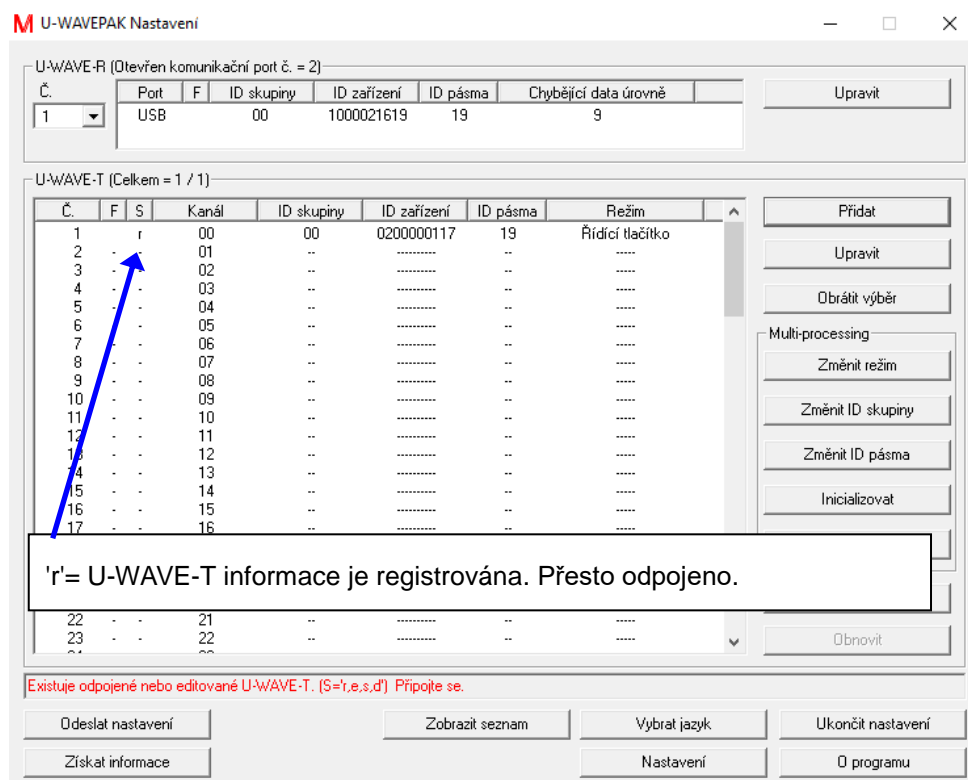 U-WAVEPAK Nastavení
U-WAVE-R (Otevřen komunikační port č. = 2)
Č. Port F ID skupiny ID zařízení ID pásma Chybějící data úrovně
1 USB 00 1000021619 19 9
Upravit
U-WAVE-T (Celkem = 1 / 1)
Č. F S Kanál ID skupiny ID zařízení ID pásma Režim
1 r 00 00 0200000117 19 Řídící tlačítko
2 - - 01 -- ---------- -- -----
3 - - 02 -- ---------- -- -----
4 - - 03 -- ---------- -- -----
5 - - 04 -- ---------- -- -----
6 - - 05 -- ---------- -- -----
7 - - 06 -- ---------- -- -----
8 - - 07 -- ---------- -- -----
9 - - 08 -- ---------- -- -----
10 - - 09 -- ---------- -- -----
11 - - 10 -- ---------- -- -----
12 - - 11 -- ---------- -- -----
13 - - 12 -- ---------- -- -----
14 - - 13 -- ---------- -- -----
15 - - 14 -- ---------- -- -----
16 - - 15 -- ---------- -- -----
17 - - 16 -- ---------- -- -----
'r'= U-WAVE-T informace je registrována. Přesto odpojeno.
22 - - 21 -- ---------- -- -----
23 - - 22 -- ---------- -- -----
Přidat
Upravit
Obrátit výběr
Multi-processing
Změnit režim
Změnit ID skupiny
Změnit ID pásma
Inicializovat
Obnovit
Existuje odpojené nebo editované U-WAVE-T. (S='r,e,s,d') Připojte se.
Odeslat nastavení
Zobrazit seznam
Vybrat jazyk
Ukončit nastavení
Získat informace
Nastavení
O programu